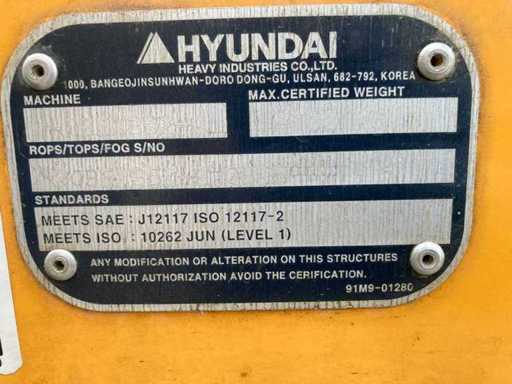 HYUNDAI
HEAVY INDUSTRIES CO.,LTD.
1000, BANGEOJINSUNHWAN-DORO DONG-GU, ULSAN, 682-792, KOREA
MACHINE MAX.CERTIFIED WEIGHT
ROPS/TOPS/FOG S/NO
STANDARDS
MEETS SAE : J12117 ISO 12117-2
MEETS ISO : 10262 JUN (LEVEL 1)
ANY MODIFICATION OR ALTERATION ON THIS STRUCTURES
WITHOUT AUTHORIZATION AVOID THE CERIFICATION.
91M9-01280